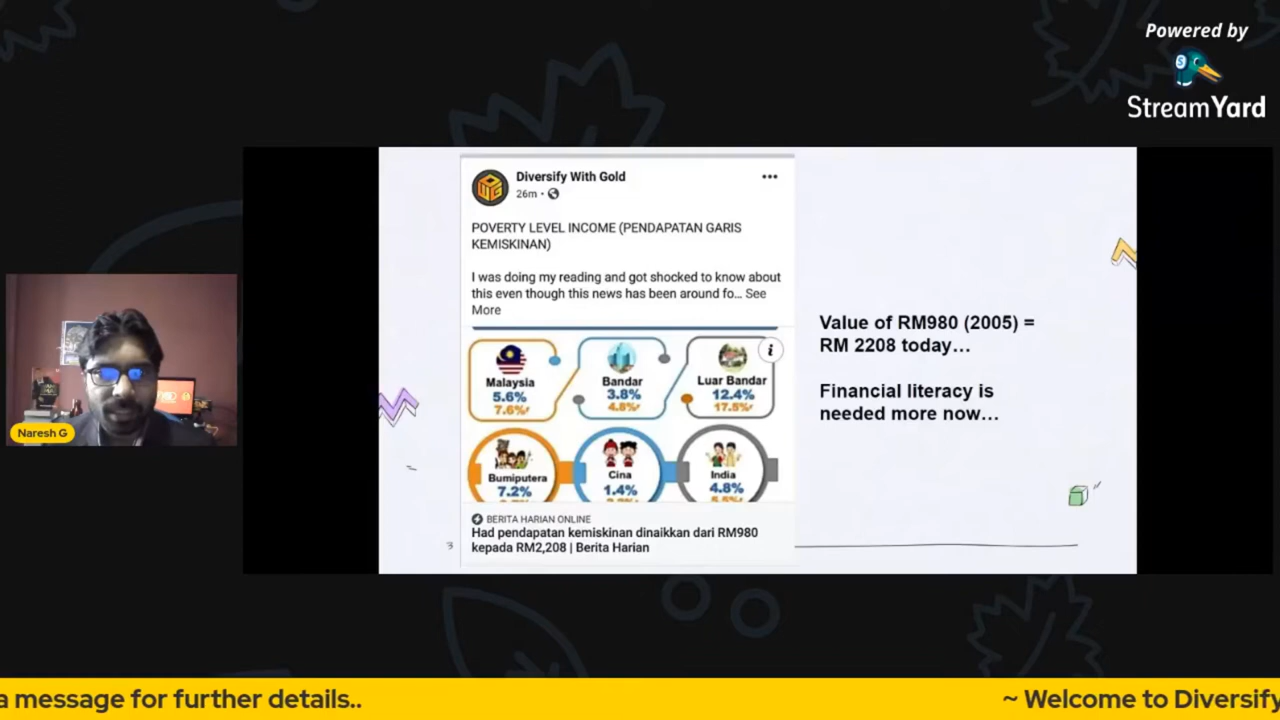 Powered by
StreamYard
Diversify With Gold
26m
POVERTY LEVEL INCOME (PENDAPATAN GARIS
KEMISKINAN)
I was doing my reading and got shocked to know about
this even though this news has been around fo... See
More
Malaysia
5.6%
7.6%
Bandar
3.8%
4.8%
Luar Bandar
12.4%
17.5%
Bumiputera
7.2%
Cina
1.4%
India
4.8%
BERITA HARIAN ONLINE
Had pendapatan kemiskinan dinaikkan dari RM980
kepada RM2,208 | Berita Harian
3
Value of RM980 (2005) =
RM 2208 today...
Financial literacy is
needed more now...
Naresh G
a message for further details..
~ Welcome to Diversify